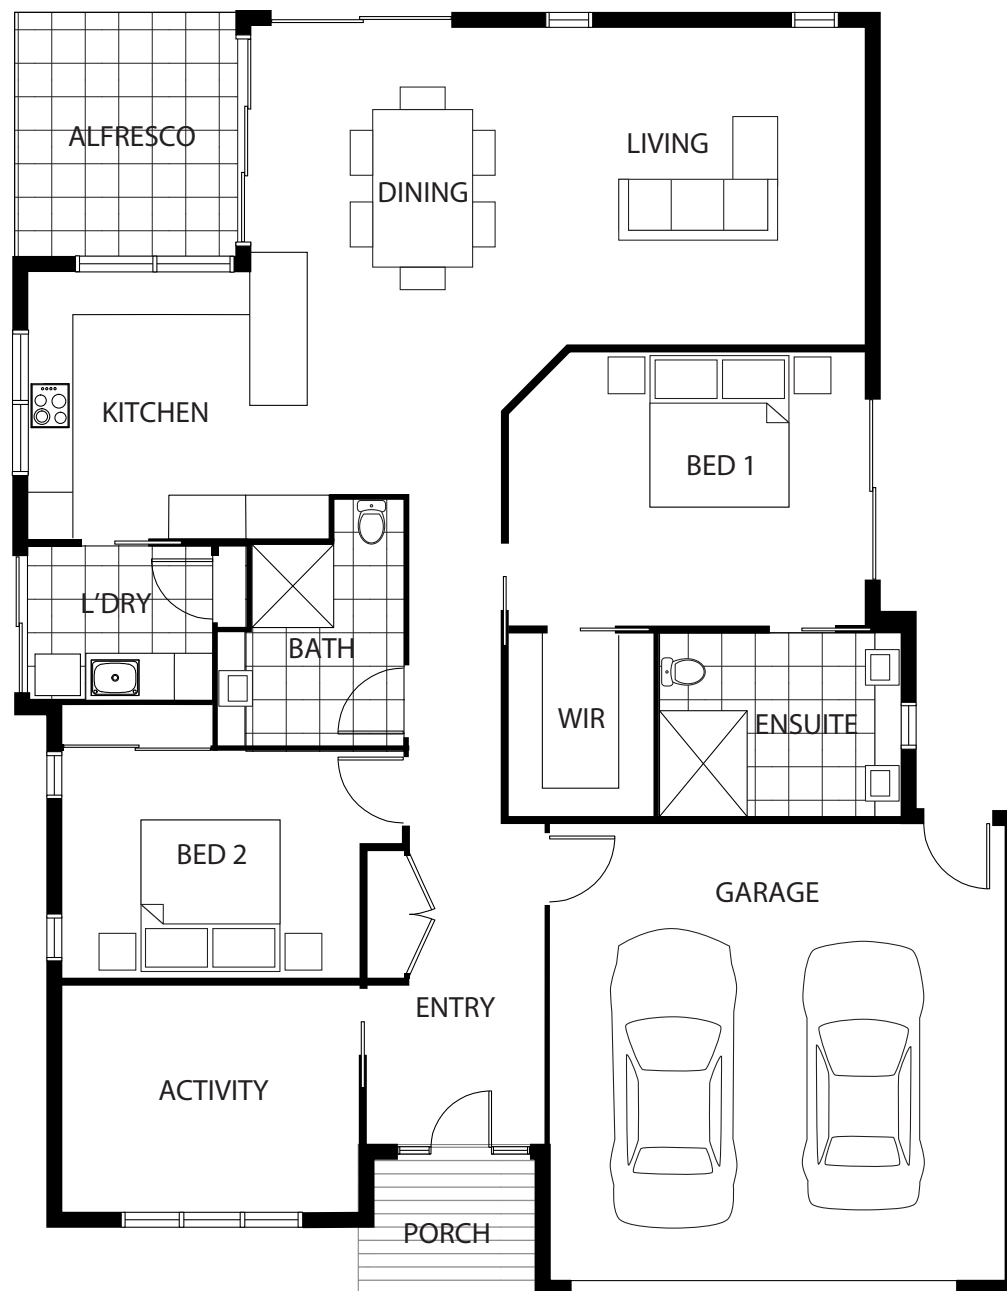 ALFRESCO
LIVING
DINING
KITCHEN
BED 1
L'DRY
BATH
WIR
ENSUITE
BED 2
GARAGE
ENTRY
ACTIVITY
PORCH